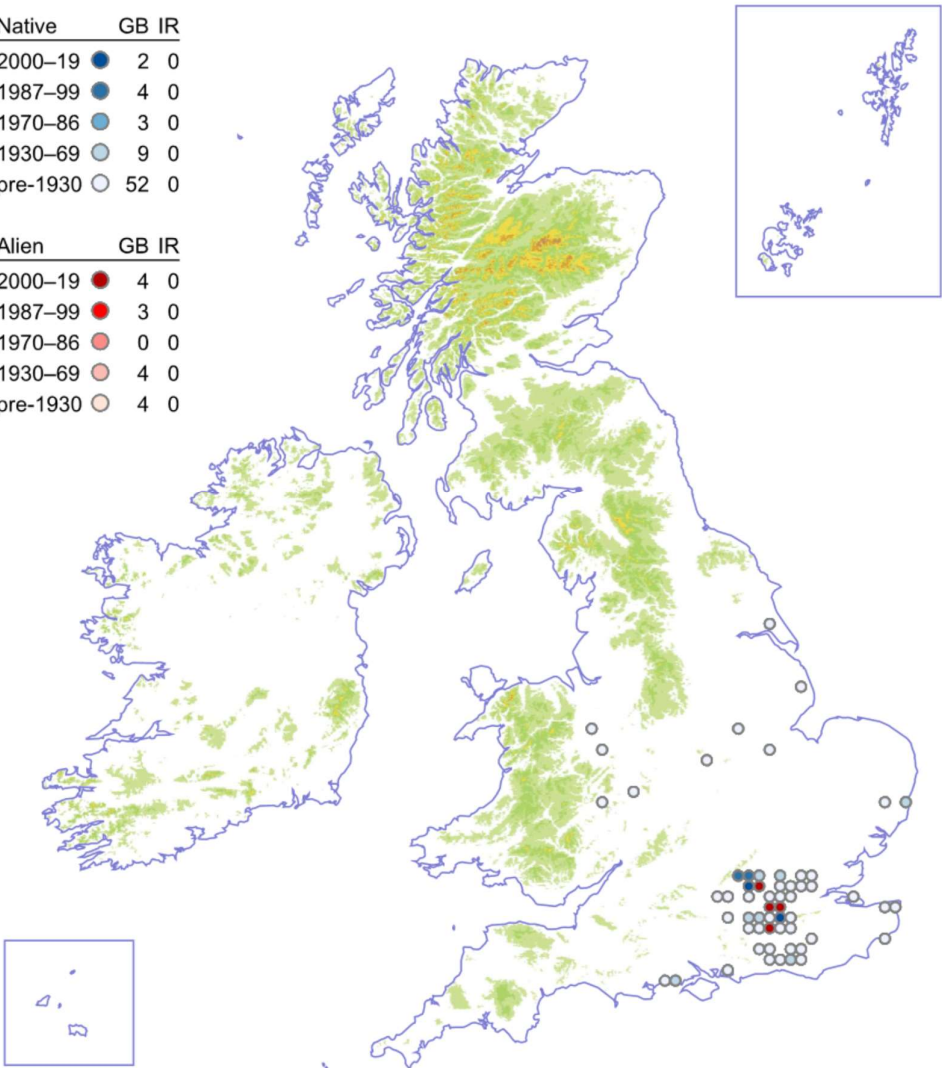 Native GB IR
2000–19 2 0
1987–99 4 0
1970–86 3 0
1930–69 9 0
pre-1930 52 0
Alien GB IR
2000–19 4 0
1987–99 3 0
1970–86 0 0
1930–69 4 0
pre-1930 4 0